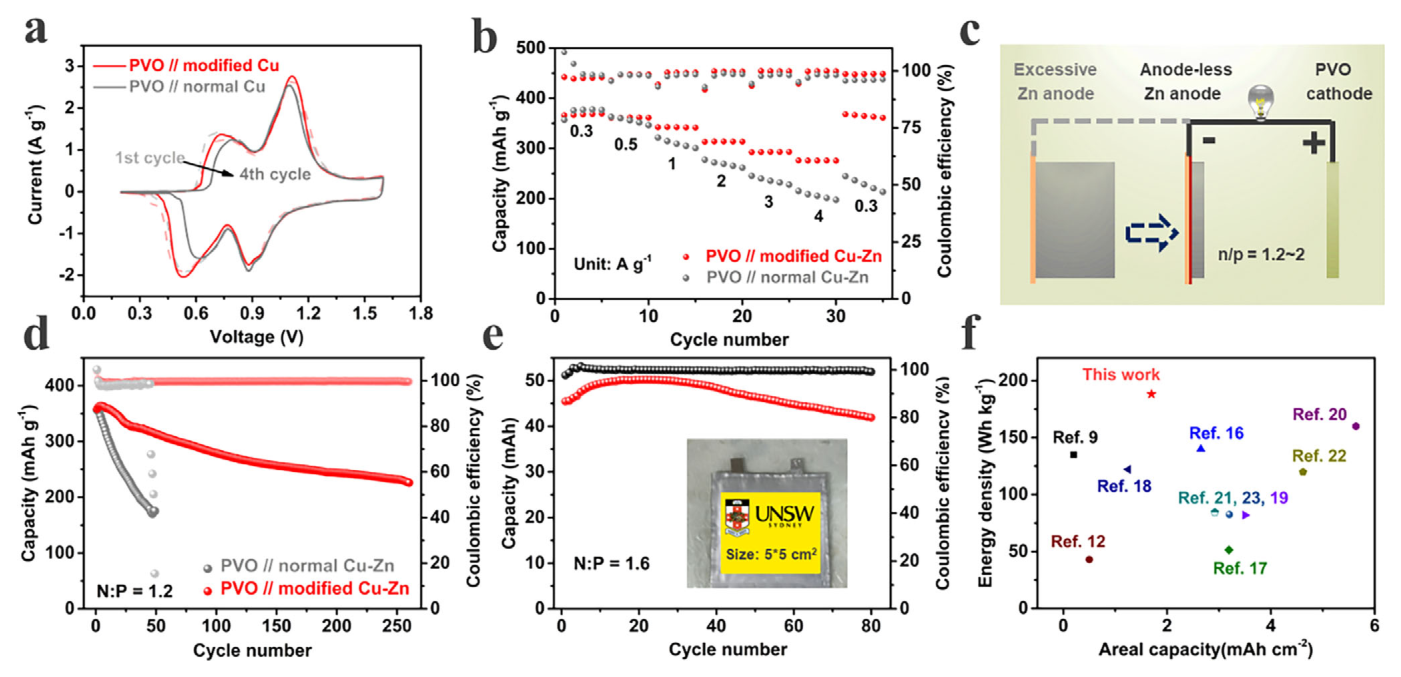 a
PVO // modified Cu
PVO // normal Cu
1st cycle
4th cycle
Current (A g-1)
3
2
1
0
-1
-2
0.0 0.3 0.6 0.9 1.2 1.5 1.8
Voltage (V)
b
500
400
300
200
100
0
Capacity (mAh g-1)
0.3
0.5
1
2
3
4
0.3
PVO // modified Cu-Zn
PVO // normal Cu-Zn
Unit: A g-1
100
75
50
25
0
Coulombic efficiency (%)
0 10 20 30
Cycle number
c
Excessive
Zn anode
Anode-less
Zn anode
PVO
cathode
-
+
n/p = 1.2~2
d
400
300
200
100
0
Capacity (mAh g-1)
PVO // normal Cu-Zn
PVO // modified Cu-Zn
N:P = 1.2
100
80
60
40
20
0
Coulombic efficiency (%)
0 50 100 150 200 250
Cycle number
e
50
40
30
20
10
0
Capacity (mAh)
UNSW
SYDNEY
Size: 5*5 cm2
N:P = 1.6
100
80
60
40
20
0
Coulombic efficiency (%)
0 20 40 60 80
Cycle number
f
200
150
100
50
0
Energy density (Wh kg-1)
This work
Ref. 9
Ref. 16
Ref. 20
Ref. 18
Ref. 22
Ref. 21, 23, 19
Ref. 12
Ref. 17
0 2 4 6
Areal capacity(mAh cm-2)